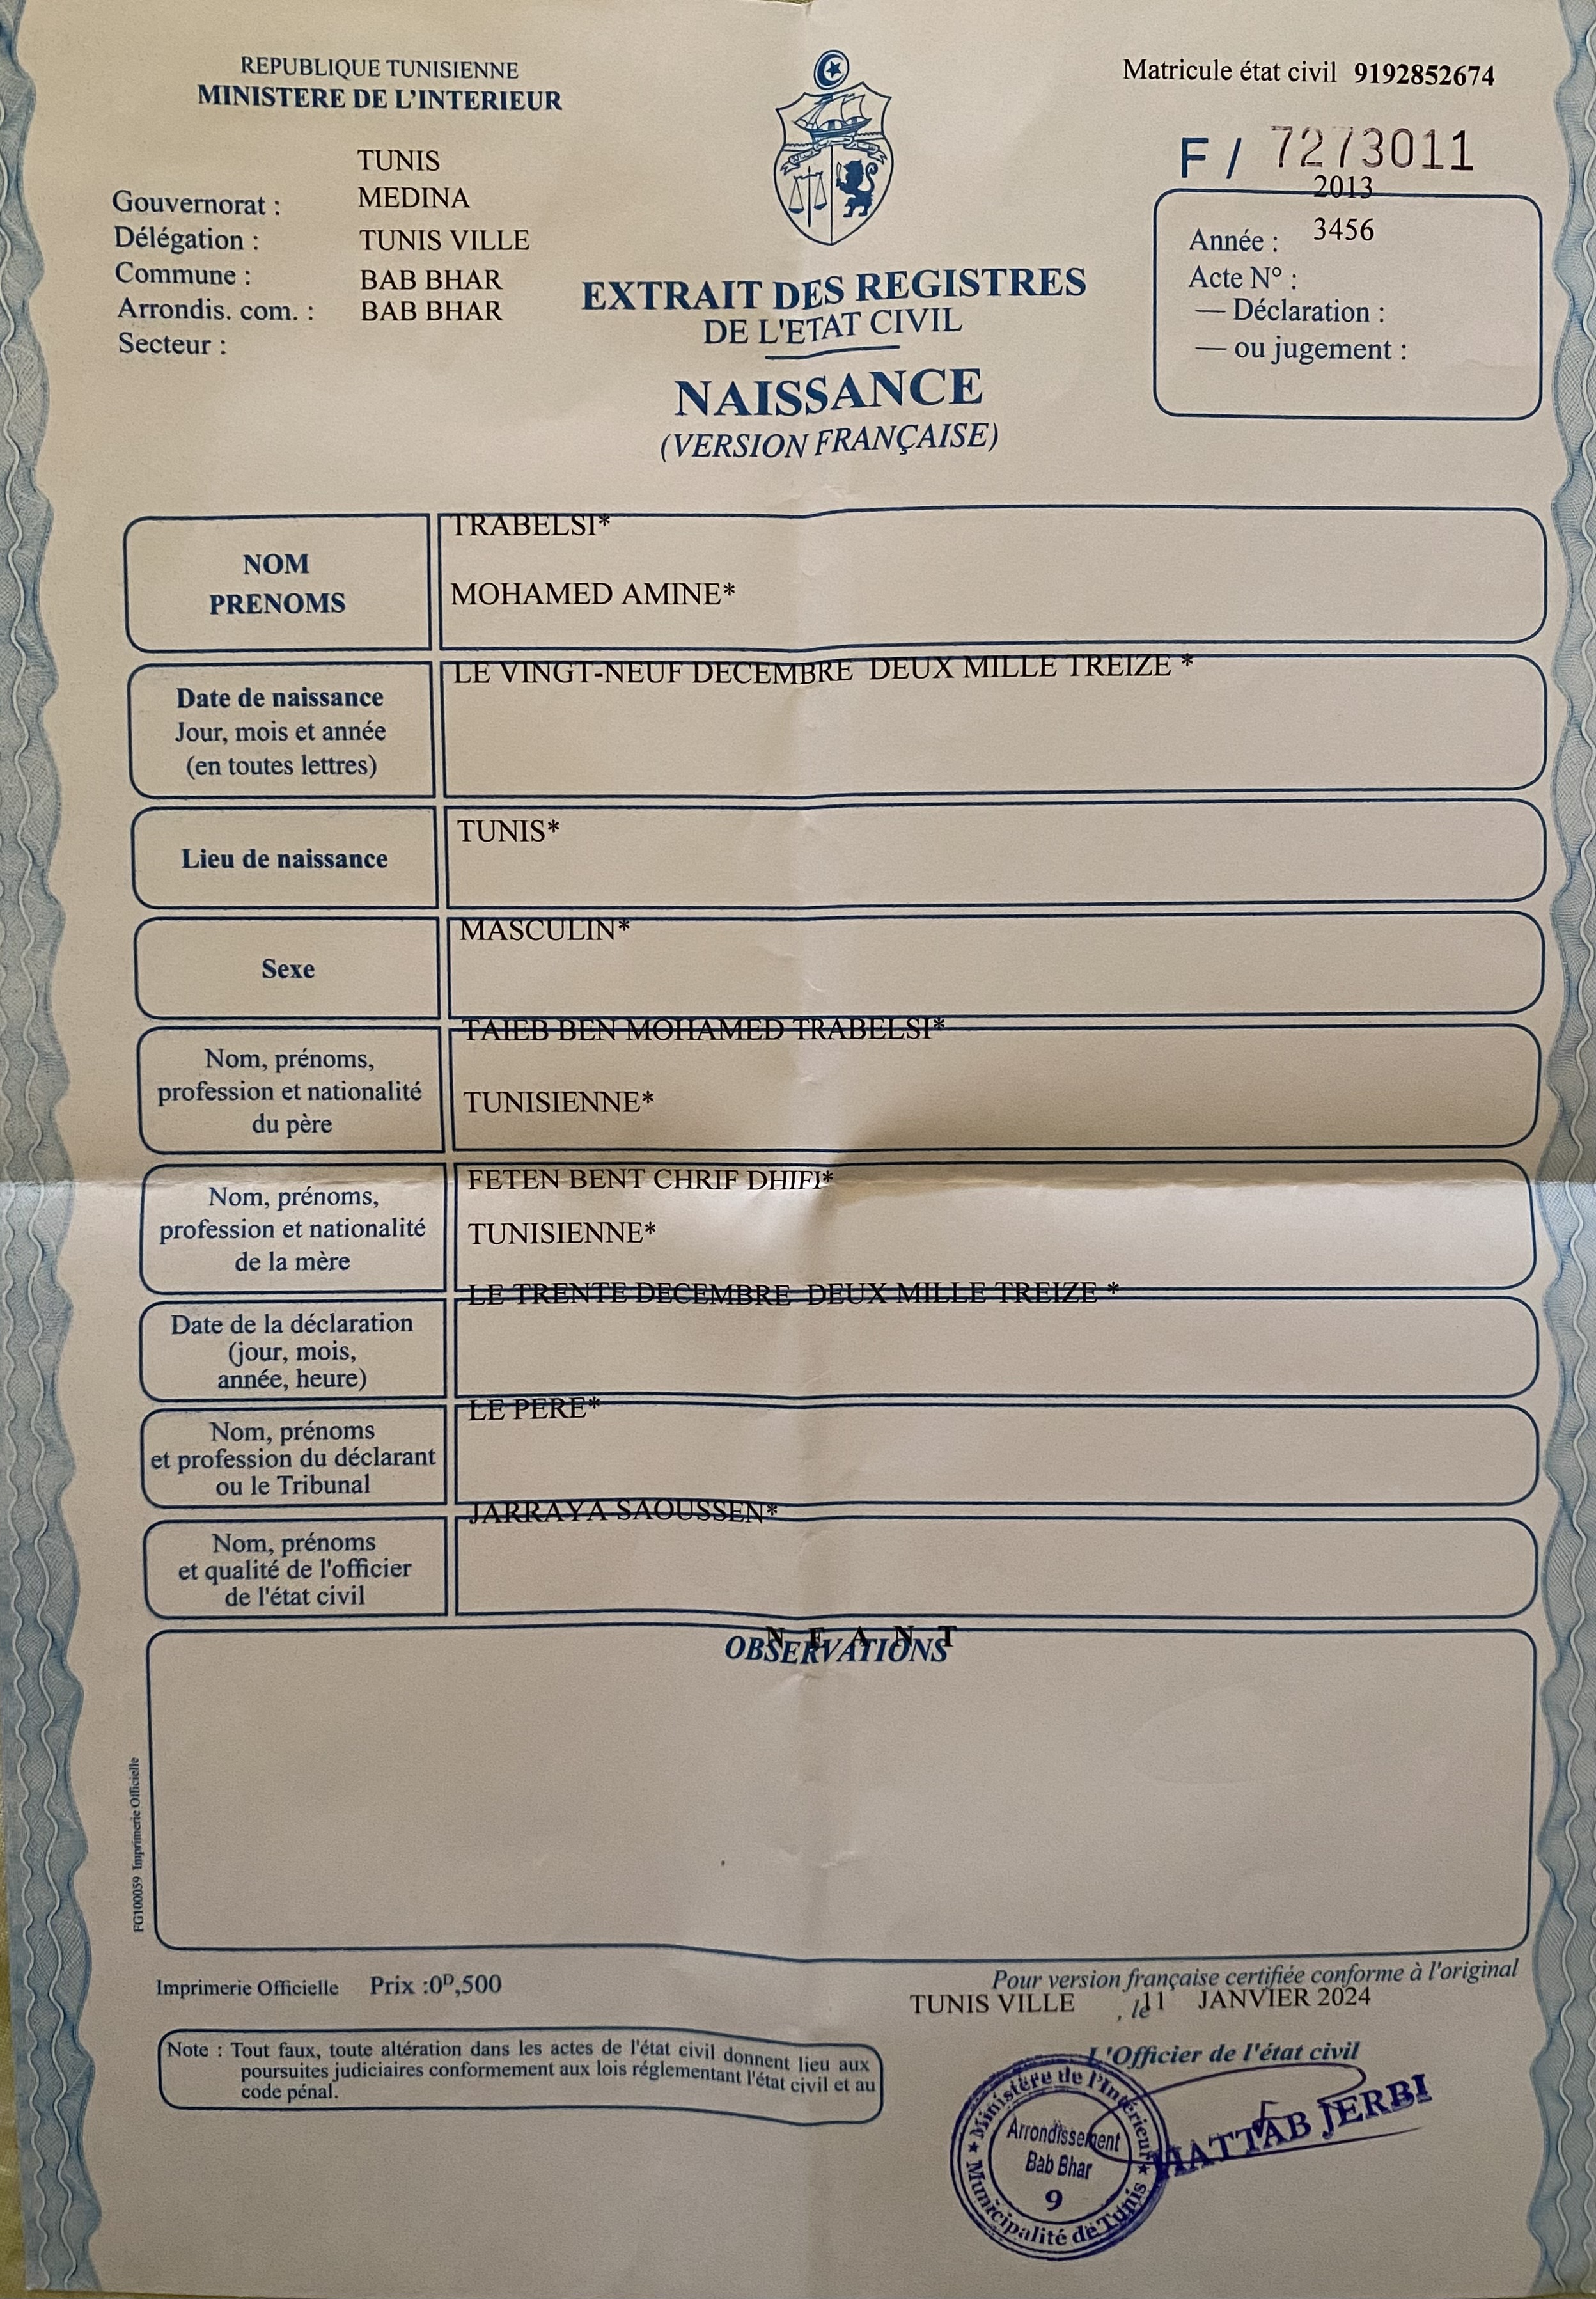 REPUBLIQUE TUNISIENNE
MINISTERE DE L'INTERIEUR
Matricule état civil 9192852674
F / 7273011
TUNIS
Gouvernorat : MEDINA
Délégation : TUNIS VILLE
Commune : BAB BHAR
Arrondis. com. : BAB BHAR
Secteur :
2013
Année : 3456
Acte N° :
— Déclaration :
— ou jugement :
EXTRAIT DES REGISTRES
DE L'ETAT CIVIL
NAISSANCE
(VERSION FRANÇAISE)
NOM
PRENOMS
TRABELSI*
MOHAMED AMINE*
Date de naissance
Jour, mois et année
(en toutes lettres)
LE VINGT-NEUF DECEMBRE DEUX MILLE TREIZE *
Lieu de naissance
TUNIS*
Sexe
MASCULIN*
Nom, prénoms,
profession et nationalité
du père
TAIEB BEN MOHAMED TRABELSI*
TUNISIENNE*
Nom, prénoms,
profession et nationalité
de la mère
FETEN BENT CHRIF DHIFI*
TUNISIENNE*
Date de la déclaration
(jour, mois,
année, heure)
LE TRENTE DECEMBRE DEUX MILLE TREIZE *
Nom, prénoms
et profession du déclarant
ou le Tribunal
LE PERE*
Nom, prénoms
et qualité de l'officier
de l'état civil
JARRAYA SAOUSSEN*
N E A N T
OBSERVATIONS
FG100059 Imprimerie Officielle
Imprimerie Officielle Prix :0ᴰ,500
Pour version française certifiée conforme à l'original
TUNIS VILLE , le 11 JANVIER 2024
Note : Tout faux, toute altération dans les actes de l'état civil donnent lieu aux
poursuites judiciaires conformement aux lois réglementant l'état civil et au
code pénal.
L'Officier de l'état civil
Ministère de l'Intérieur
Arrondissement
Bab Bhar
9
Municipalité de Tunis
HATTAB JERBI